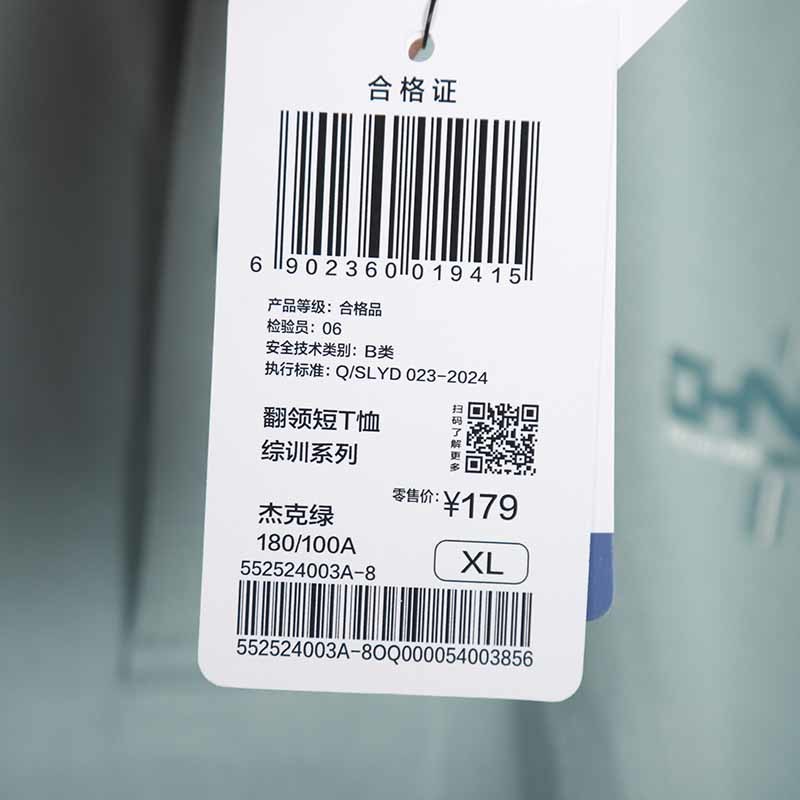 合格证
6 902360 019415
产品等级: 合格品
检验员: 06
安全技术类别: B类
执行标准: Q/SLYD 023-2024
翻领短T恤
综训系列
扫码了解更多
零售价: ¥179
杰克绿
180/100A
XL
552524003A-8
552524003A-8OQ000054003856